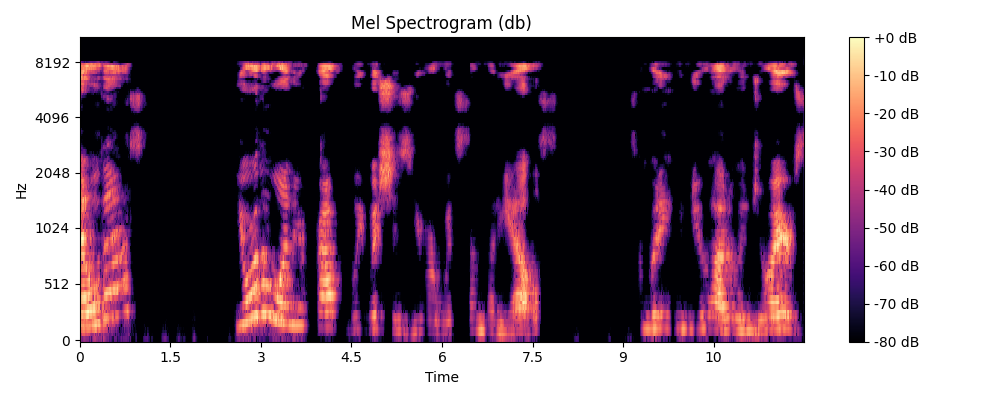 Mel Spectrogram (db)
8192
4096
2048
1024
512
0
Hz
0 1.5 3 4.5 6 7.5 9 10
Time
+0 dB
-10 dB
-20 dB
-30 dB
-40 dB
-50 dB
-60 dB
-70 dB
-80 dB